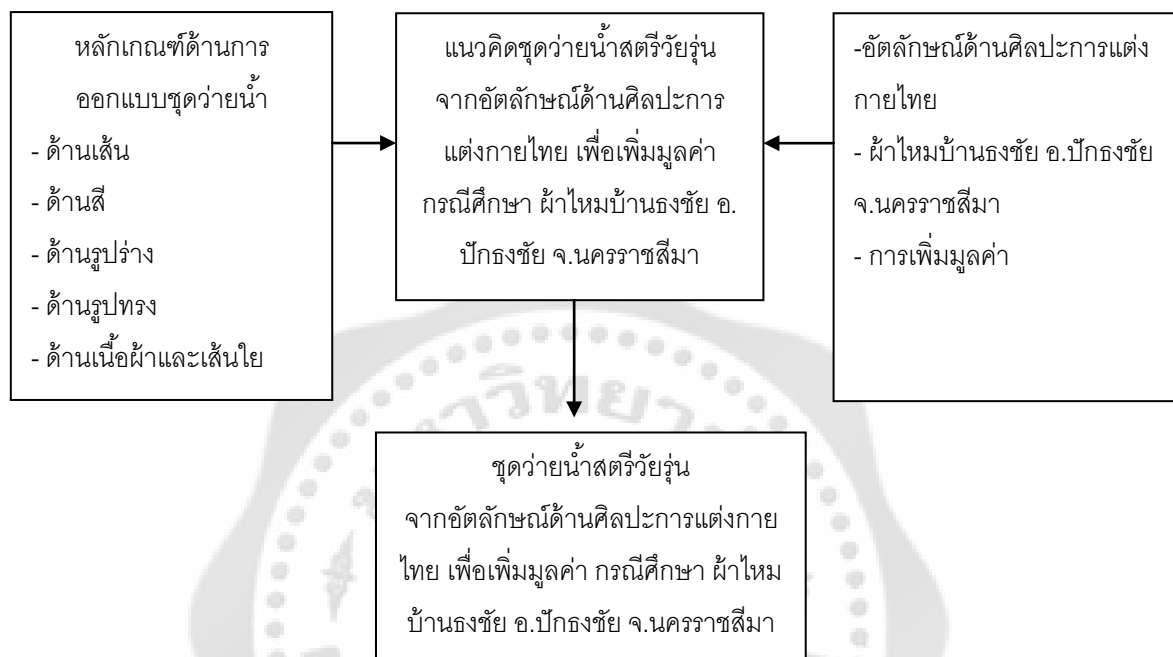 หลักเกณฑ์ด้านการ
ออกแบบชุดว่ายน้ำ
- ด้านเส้น
- ด้านสี
- ด้านรูปร่าง
- ด้านรูปทรง
- ด้านเนื้อผ้าและเส้นใย
แนวคิดชุดว่ายน้ำสตรีวัยรุ่น
จากอัตลักษณ์ด้านศิลปะการ
แต่งกายไทย เพื่อเพิ่มมูลค่า
กรณีศึกษา ผ้าไหมบ้านธงชัย อ.
ปักธงชัย จ.นครราชสีมา
-อัตลักษณ์ด้านศิลปะการแต่ง
กายไทย
- ผ้าไหมบ้านธงชัย อ.ปักธงชัย
จ.นครราชสีมา
- การเพิ่มมูลค่า
ชุดว่ายน้ำสตรีวัยรุ่น
จากอัตลักษณ์ด้านศิลปะการแต่งกาย
ไทย เพื่อเพิ่มมูลค่า กรณีศึกษา ผ้าไหม
บ้านธงชัย อ.ปักธงชัย จ.นครราชสีมา